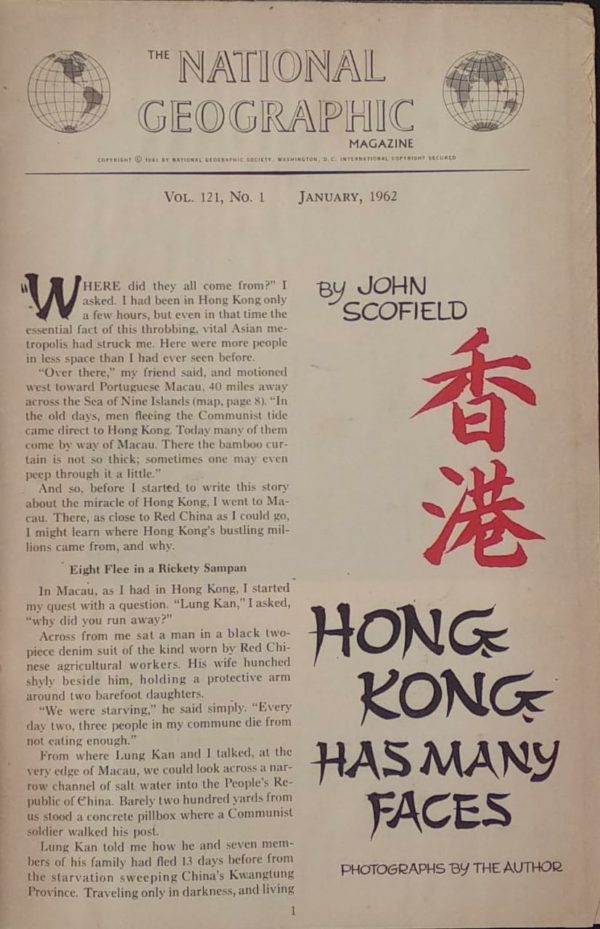 THE NATIONAL
GEOGRAPHIC
MAGAZINE
COPYRIGHT © 1961 BY NATIONAL GEOGRAPHIC SOCIETY, WASHINGTON, D. C. INTERNATIONAL COPYRIGHT SECURED
VOL. 121, NO. 1 JANUARY, 1962
"WHERE did they all come from?" I
asked. I had been in Hong Kong only
a few hours, but even in that time the
essential fact of this throbbing, vital Asian me-
tropolis had struck me. Here were more people
in less space than I had ever seen before.
"Over there," my friend said, and motioned
west toward Portuguese Macau, 40 miles away
across the Sea of Nine Islands (map, page 8). "In
the old days, men fleeing the Communist tide
came direct to Hong Kong. Today many of them
come by way of Macau. There the bamboo cur-
tain is not so thick; sometimes one may even
peep through it a little."
And so, before I started to write this story
about the miracle of Hong Kong, I went to Ma-
cau. There, as close to Red China as I could go,
I might learn where Hong Kong's bustling mil-
lions came from, and why.
Eight Flee in a Rickety Sampan
In Macau, as I had in Hong Kong, I started
my quest with a question. "Lung Kan," I asked,
"why did you run away?"
Across from me sat a man in a black two-
piece denim suit of the kind worn by Red Chi-
nese agricultural workers. His wife hunched
shyly beside him, holding a protective arm
around two barefoot daughters.
"We were starving," he said simply. "Every
day two, three people in my commune die from
not eating enough."
From where Lung Kan and I talked, at the
very edge of Macau, we could look across a nar-
row channel of salt water into the People's Re-
public of China. Barely two hundred yards from
us stood a concrete pillbox where a Communist
soldier walked his post.
Lung Kan told me how he and seven mem-
bers of his family had fled 13 days before from
the starvation sweeping China's Kwangtung
Province. Traveling only in darkness, and living
BY JOHN
SCOFIELD
香
港
HONG
KONG
HAS MANY
FACES
PHOTOGRAPHS BY THE AUTHOR
1